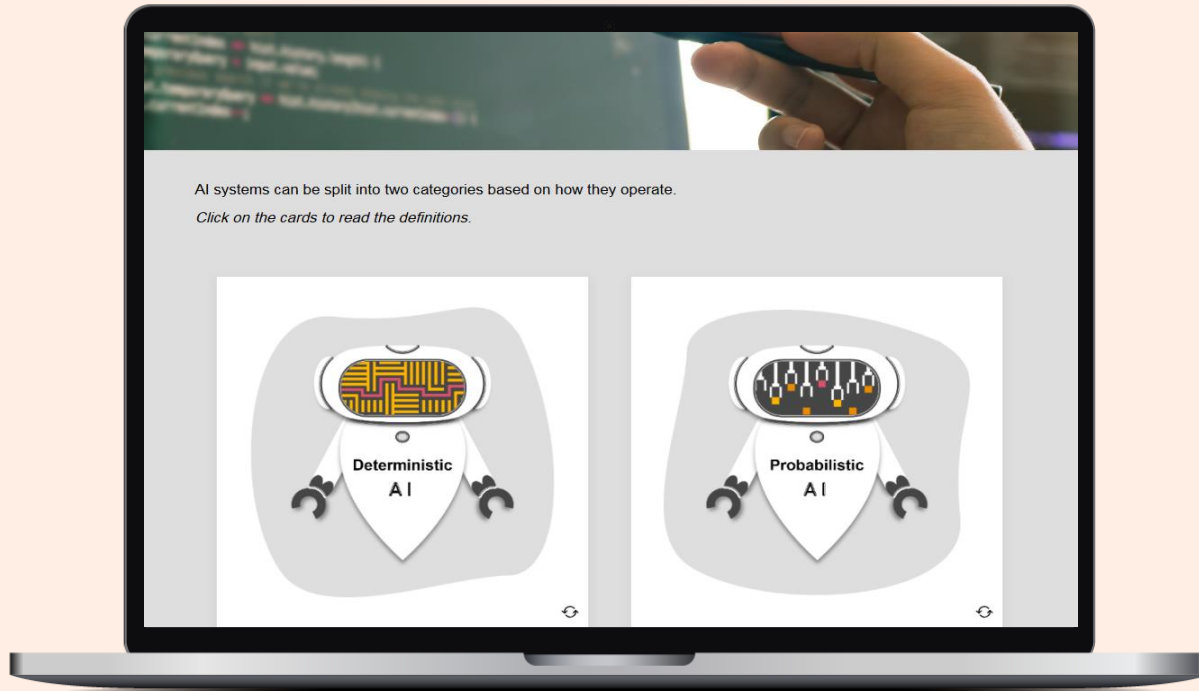 AI systems can be split into two categories based on how they operate.
Click on the cards to read the definitions.
Deterministic
AI
Probabilistic
AI